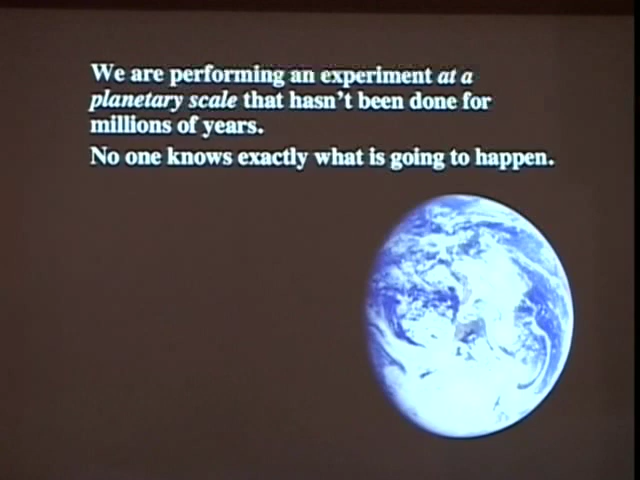 We are performing an experiment at a
planetary scale that hasn't been done for
millions of years.
No one knows exactly what is going to happen.